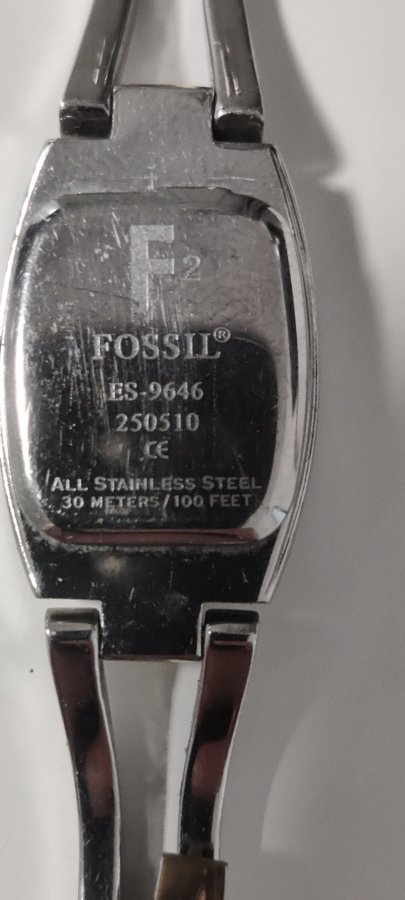 F2
FOSSIL®
ES-9646
250510
CE
ALL STAINLESS STEEL
30 METERS/100 FEET